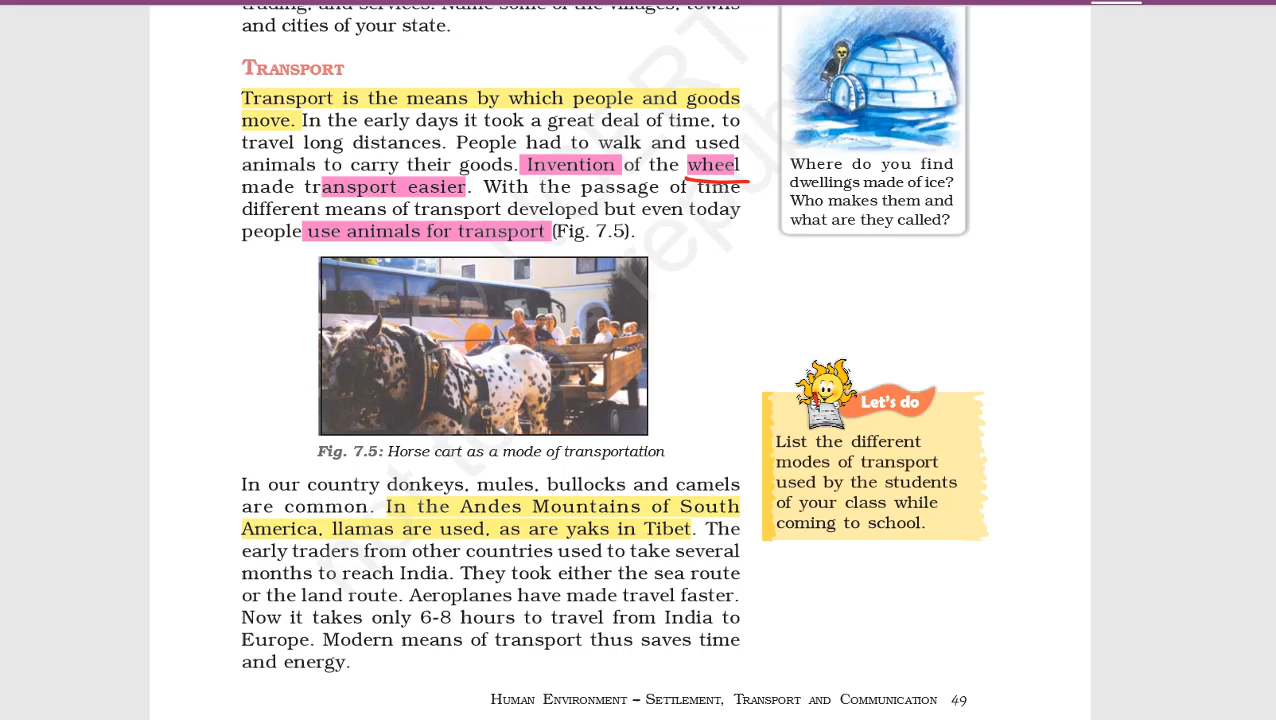 and cities of your state.
TRANSPORT
Transport is the means by which people and goods
move. In the early days it took a great deal of time, to
travel long distances. People had to walk and used
animals to carry their goods. Invention of the wheel
made transport easier. With the passage of time
different means of transport developed but even today
people use animals for transport (Fig. 7.5).
Fig. 7.5: Horse cart as a mode of transportation
In our country donkeys, mules, bullocks and camels
are common. In the Andes Mountains of South
America, llamas are used, as are yaks in Tibet. The
early traders from other countries used to take several
months to reach India. They took either the sea route
or the land route. Aeroplanes have made travel faster.
Now it takes only 6-8 hours to travel from India to
Europe. Modern means of transport thus saves time
and energy.
Where do you find
dwellings made of ice?
Who makes them and
what are they called?
Let's do
List the different
modes of transport
used by the students
of your class while
coming to school.
HUMAN ENVIRONMENT – SETTLEMENT, TRANSPORT AND COMMUNICATION 49